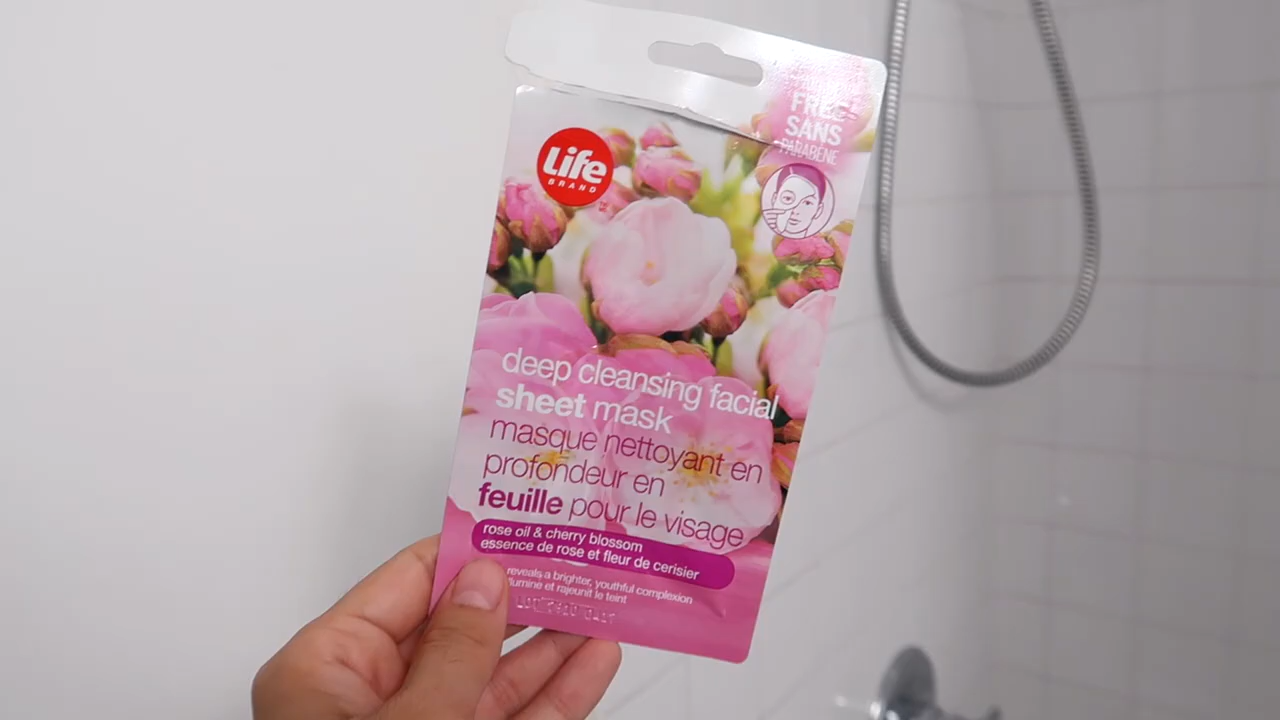 FREE
SANS
PARABÈNE
Life
BRAND
deep cleansing facial
sheet mask
masque nettoyant en
profondeur en
feuille pour le visage
rose oil & cherry blossom
essence de rose et fleur de cerisier
reveals a brighter, youthful complexion
illumine et rajeunit le teint